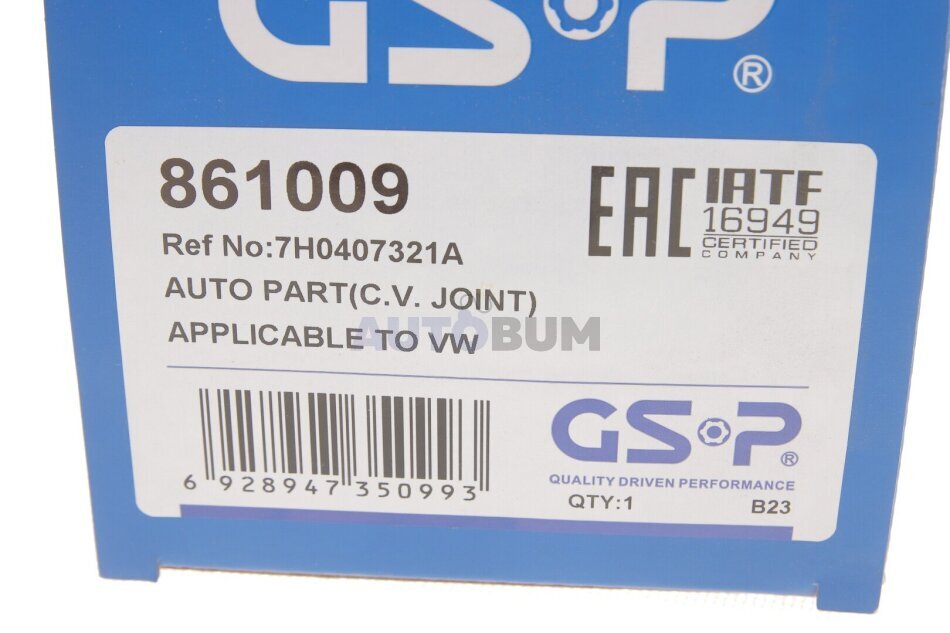 GSP®
861009
Ref No:7H0407321A
AUTO PART(C.V. JOINT)
APPLICABLE TO VW
EAC
IATF
16949
CERTIFIED
COMPANY
AUTOBUM
6 928947 350993
GSP®
QUALITY DRIVEN PERFORMANCE
QTY:1
B23